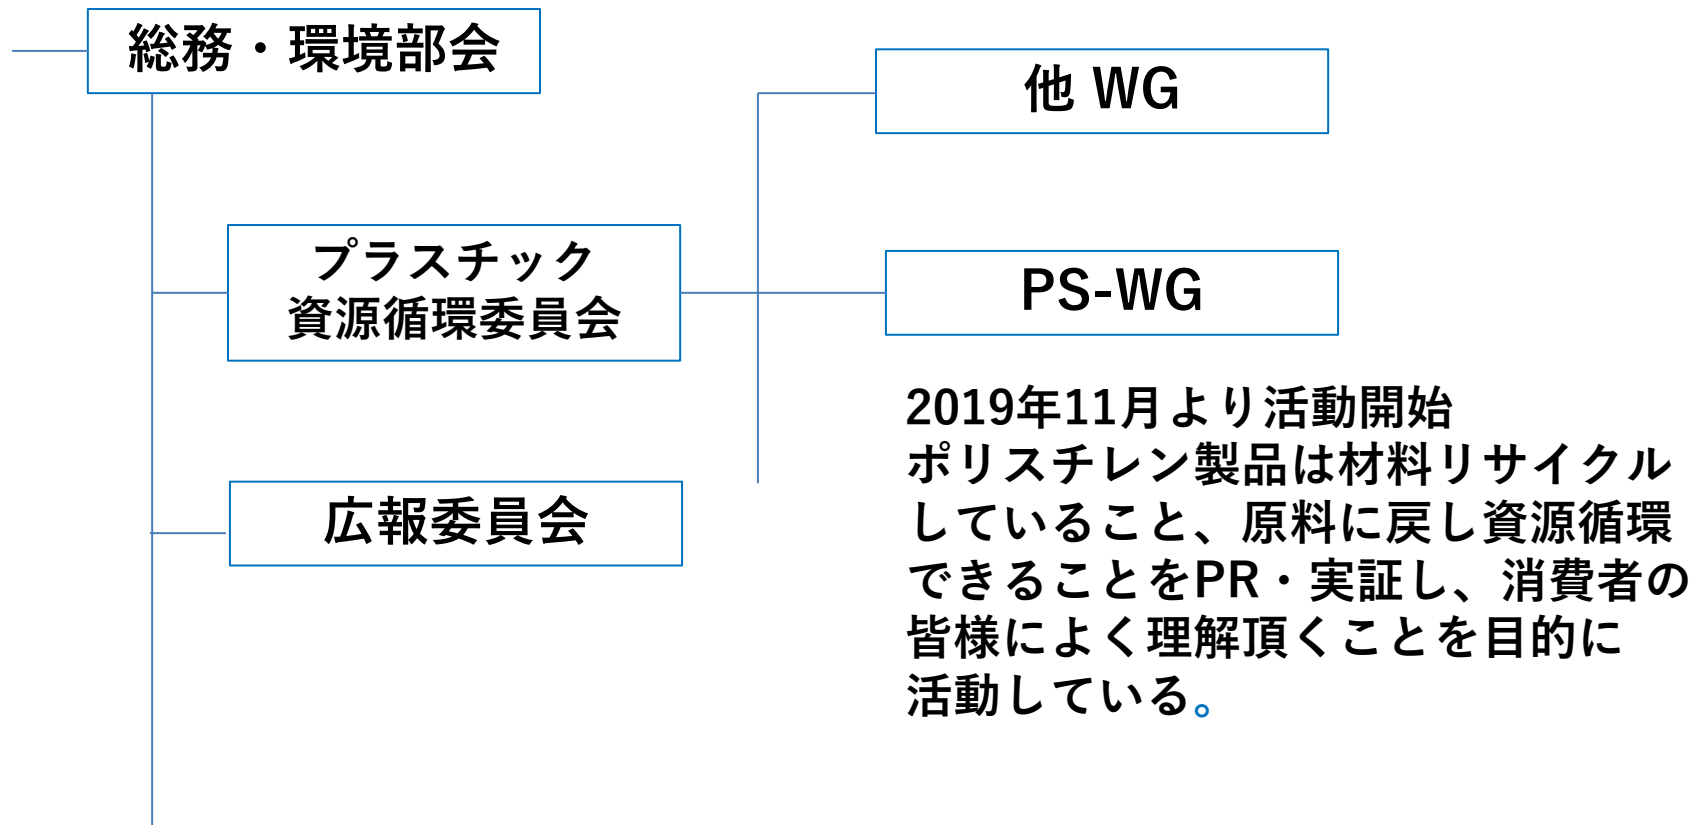 総務・環境部会
他 WG
プラスチック
資源循環委員会
PS-WG
広報委員会
2019年11月より活動開始
ポリスチレン製品は材料リサイクル
していること、原料に戻し資源循環
できることをPR・実証し、消費者の
皆様によく理解頂くことを目的に
活動している。